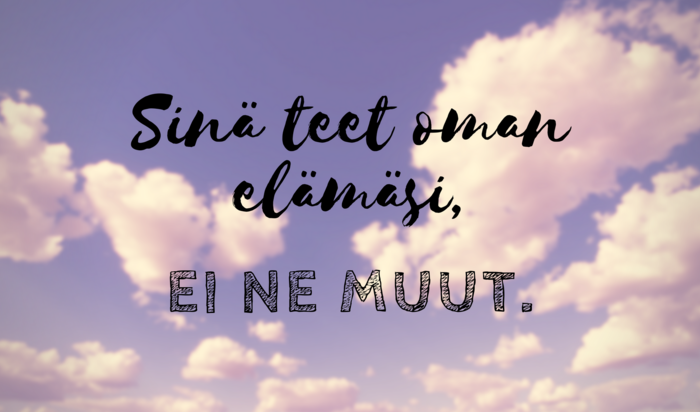 Sinä teet oman
elämäsi,
EI NE MUUT.